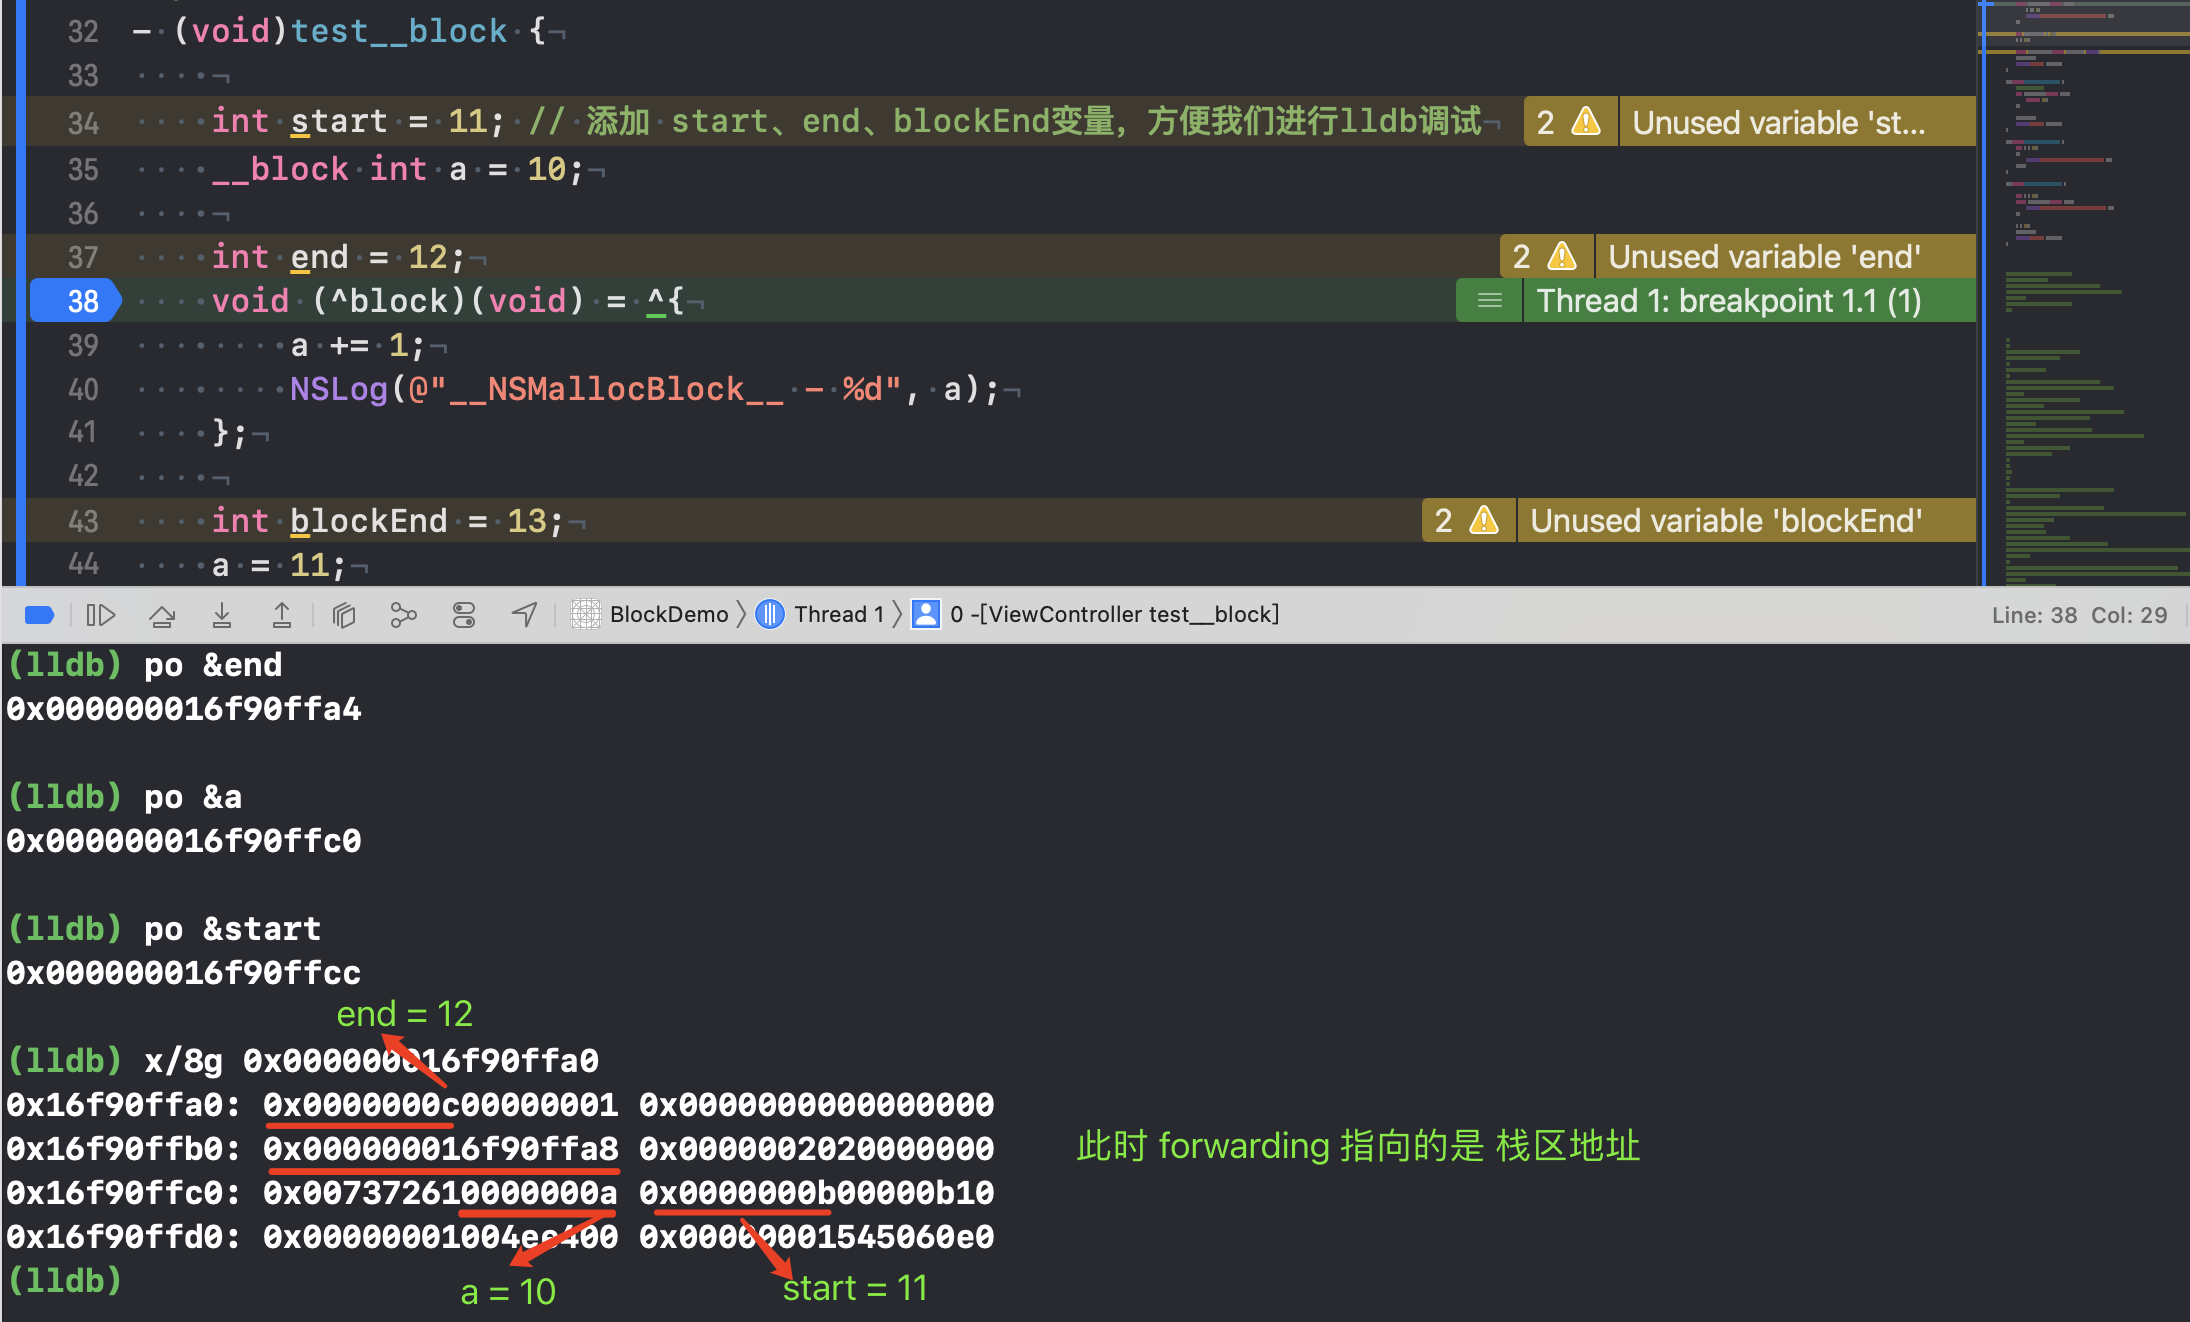 32 - (void)test__block {
33
34 int start = 11; // 添加 start、end、blockEnd变量，方便我们进行lldb调试 2 Unused variable 'st...
35 __block int a = 10;
36
37 int end = 12; 2 Unused variable 'end'
38 void (^block)(void) = ^{ Thread 1: breakpoint 1.1 (1)
39 a += 1;
40 NSLog(@"__NSMallocBlock__ - %d", a);
41 };
42
43 int blockEnd = 13; 2 Unused variable 'blockEnd'
44 a = 11;
BlockDemo Thread 1 0 -[ViewController test__block] Line: 38 Col: 29
(lldb) po &end
0x000000016f90ffa4
(lldb) po &a
0x000000016f90ffc0
(lldb) po &start
0x000000016f90ffcc
end = 12
(lldb) x/8g 0x000000016f90ffa0
0x16f90ffa0: 0x0000000c00000001 0x0000000000000000
0x16f90ffb0: 0x000000016f90ffa8 0x0000002020000000
此时 forwarding 指向的是 栈区地址
0x16f90ffc0: 0x007372610000000a 0x0000000b00000b10
0x16f90ffd0: 0x00000001004ee400 0x00000001545060e0
(lldb)
a = 10
start = 11